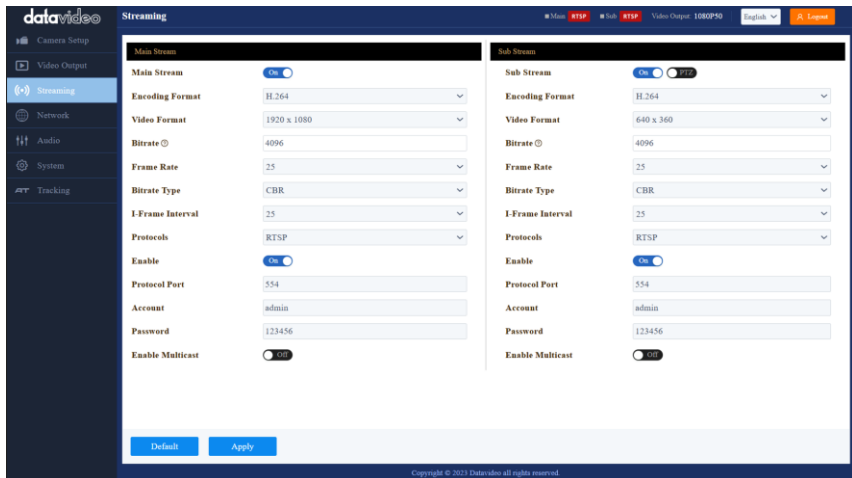 datavideo
Streaming
Main RTSP Sub RTSP Video Output 1080P50 English Logout
Camera Setup
Video Output
Streaming
Network
Audio
System
ATT Tracking
Main Stream
Main Stream On
Encoding Format H.264
Video Format 1920 x 1080
Bitrate 4096
Frame Rate 25
Bitrate Type CBR
I-Frame Interval 25
Protocols RTSP
Enable On
Protocol Port 554
Account admin
Password 123456
Enable Multicast Off
Sub Stream
Sub Stream On PTZ
Encoding Format H.264
Video Format 640 x 360
Bitrate 4096
Frame Rate 25
Bitrate Type CBR
I-Frame Interval 25
Protocols RTSP
Enable On
Protocol Port 554
Account admin
Password 123456
Enable Multicast Off
Default Apply
Copyright © 2023 Datavideo all rights reserved.